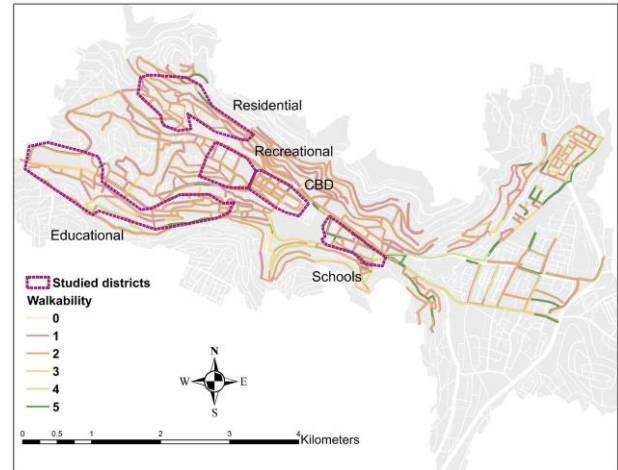 Residential
Recreational
CBD
Educational
Schools
Studied districts
Walkability
0
1
2
3
4
5
N
W E
S
0 0.5 1 2 3 4
Kilometers